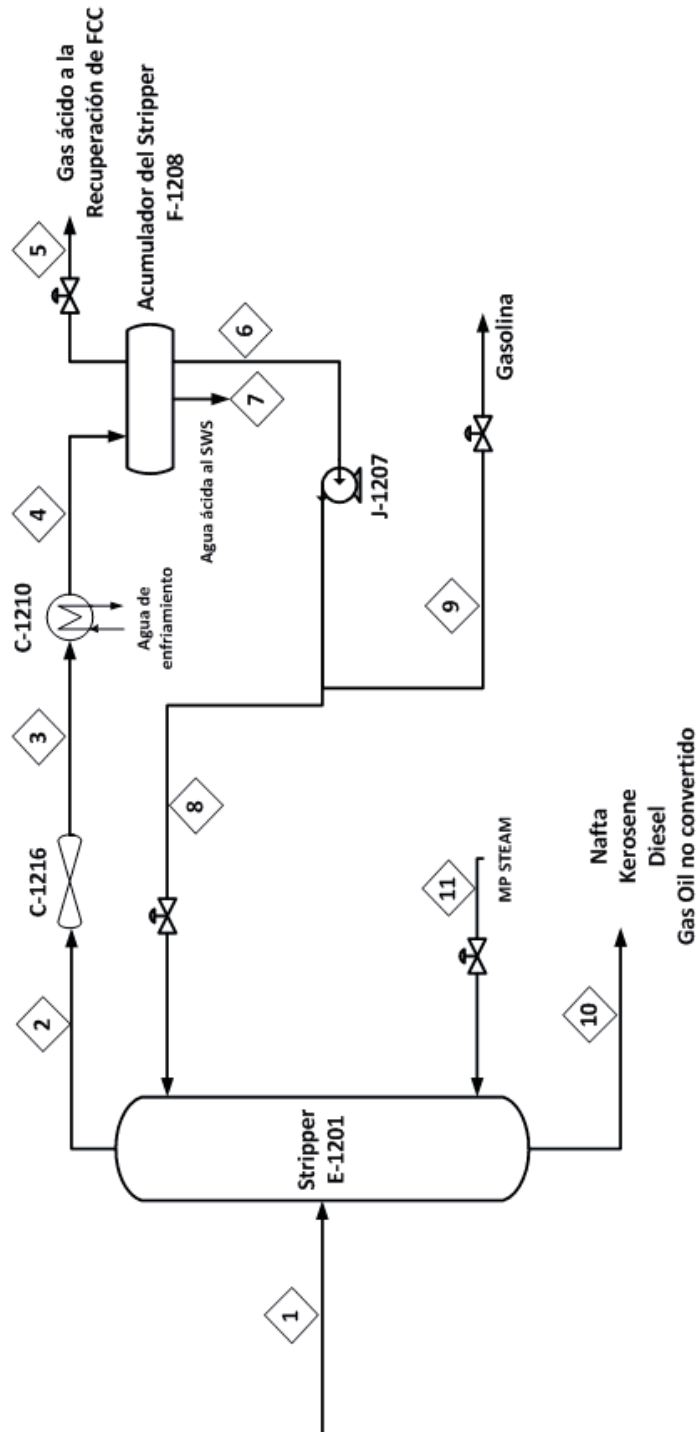 Gas ácido a la
Recuperación de FCC
5
Acumulador del Stripper
F-1208
4
C-1210
Agua de
enfriamiento
3
C-1216
2
6
7
Agua ácida al SWS
J-1207
8
9
Gasolina
11
MP STEAM
Stripper
E-1201
1
10
Nafta
Kerosene
Diesel
Gas Oil no convertido